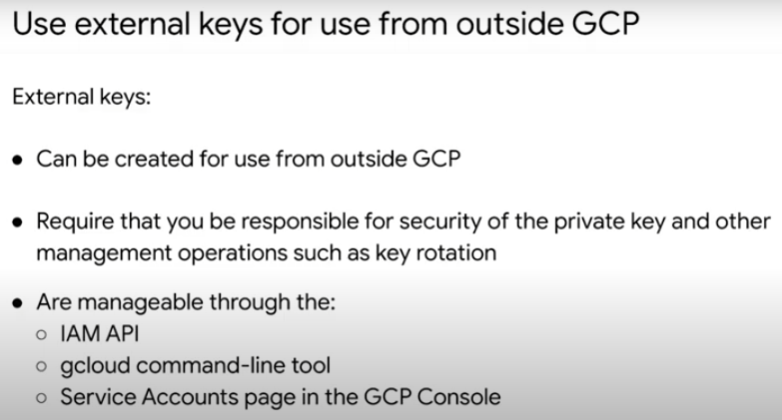 Use external keys for use from outside GCP
External keys:
● Can be created for use from outside GCP
● Require that you be responsible for security of the private key and other
management operations such as key rotation
● Are manageable through the:
○ IAM API
○ gcloud command-line tool
○ Service Accounts page in the GCP Console